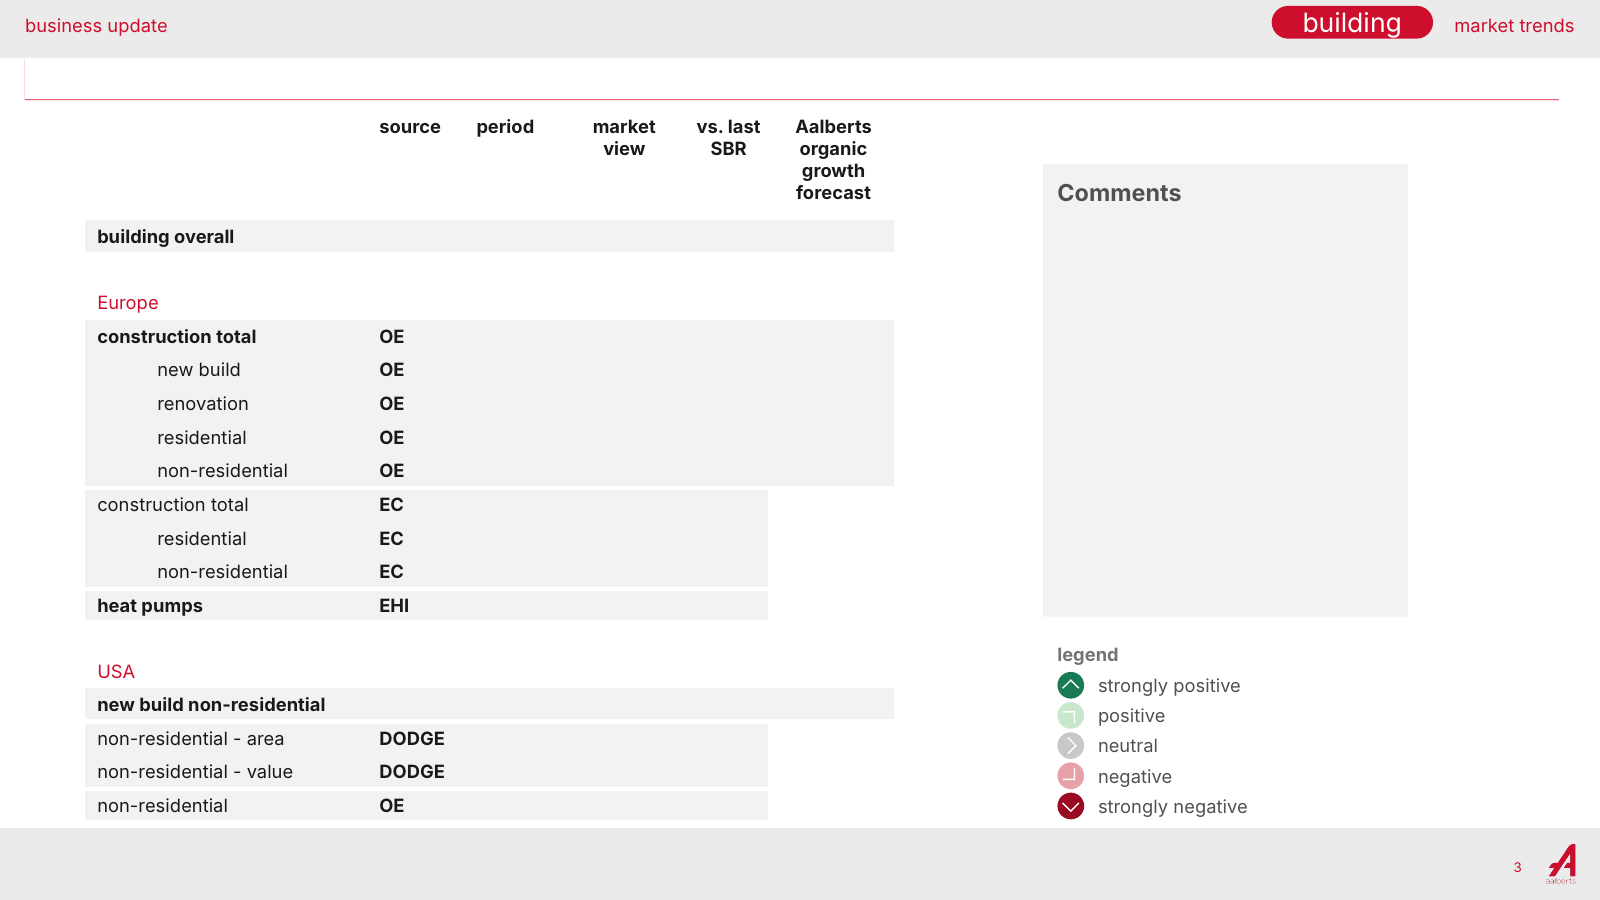 business update
building
market trends
source period market view vs. last SBR Aalberts organic growth forecast
building overall
Europe
construction total OE
new build OE
renovation OE
residential OE
non-residential OE
construction total EC
residential EC
non-residential EC
heat pumps EHI
USA
new build non-residential
non-residential - area DODGE
non-residential - value DODGE
non-residential OE
Comments
legend
strongly positive
positive
neutral
negative
strongly negative
3
aalberts